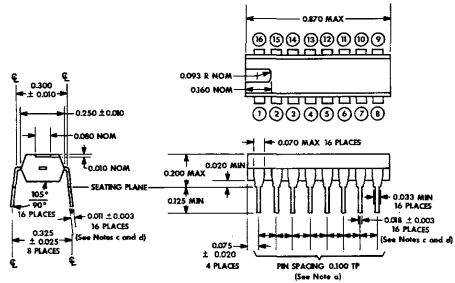 0.870 MAX
16 15 14 13 12 11 10 9
℄ ℄
0.300
± 0.010
0.250 ± 0.010
0.080 NOM
0.093 R NOM
0.160 NOM
1 2 3 4 5 6 7 8
0.070 MAX 16 PLACES
0.010 NOM
0.020 MIN
0.200 MAX
SEATING PLANE
105°
90°
16 PLACES
0.125 MIN
0.033 MIN
16 PLACES
0.011 ± 0.003
16 PLACES
(See Notes c and d)
0.018 ± 0.003
16 PLACES
(See Notes c and d)
0.325
± 0.025
8 PLACES
℄ ℄
0.075
± 0.020
4 PLACES
PIN SPACING 0.100 TP
(See Note a)